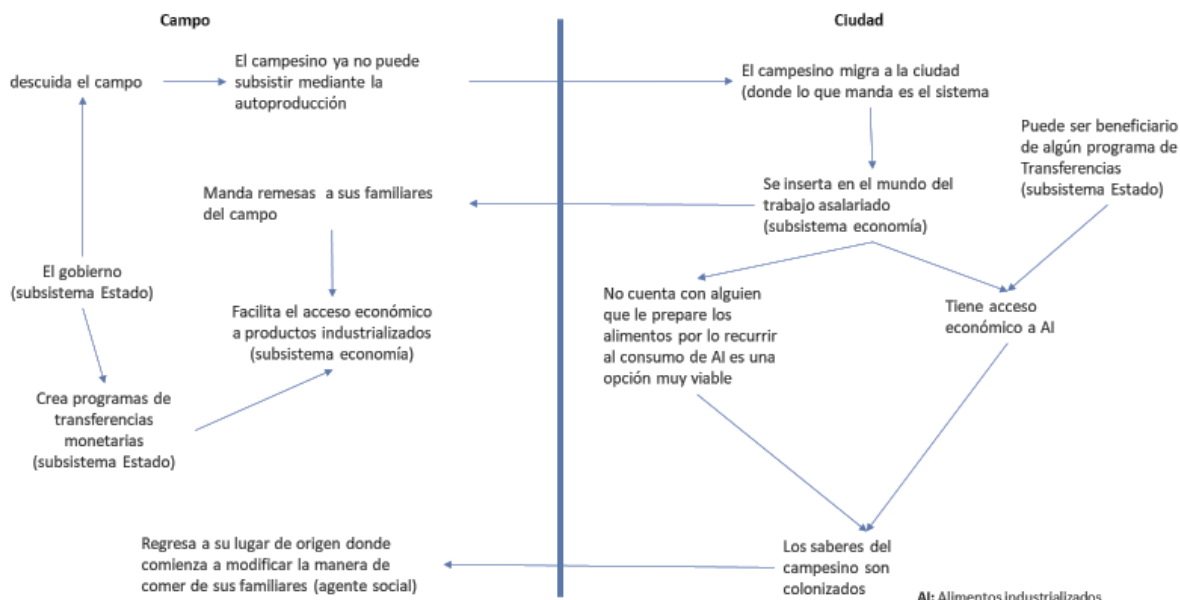 Campo
descuida el campo
El campesino ya no puede
subsistir mediante la
autoproducción
Manda remesas a sus familiares
del campo
El gobierno
(subsistema Estado)
Facilita el acceso económico
a productos industrializados
(subsistema economía)
Crea programas de
transferencias
monetarias
(subsistema Estado)
Regresa a su lugar de origen donde
comienza a modificar la manera de
comer de sus familiares (agente social)
Ciudad
El campesino migra a la ciudad
(donde lo que manda es el sistema
Puede ser beneficiario
de algún programa de
Transferencias
(subsistema Estado)
Se inserta en el mundo del
trabajo asalariado
(subsistema economía)
No cuenta con alguien
que le prepare los
alimentos por lo recurrir
al consumo de AI es una
opción muy viable
Tiene acceso
económico a AI
Los saberes del
campesino son
colonizados
AI: Alimentos industrializados